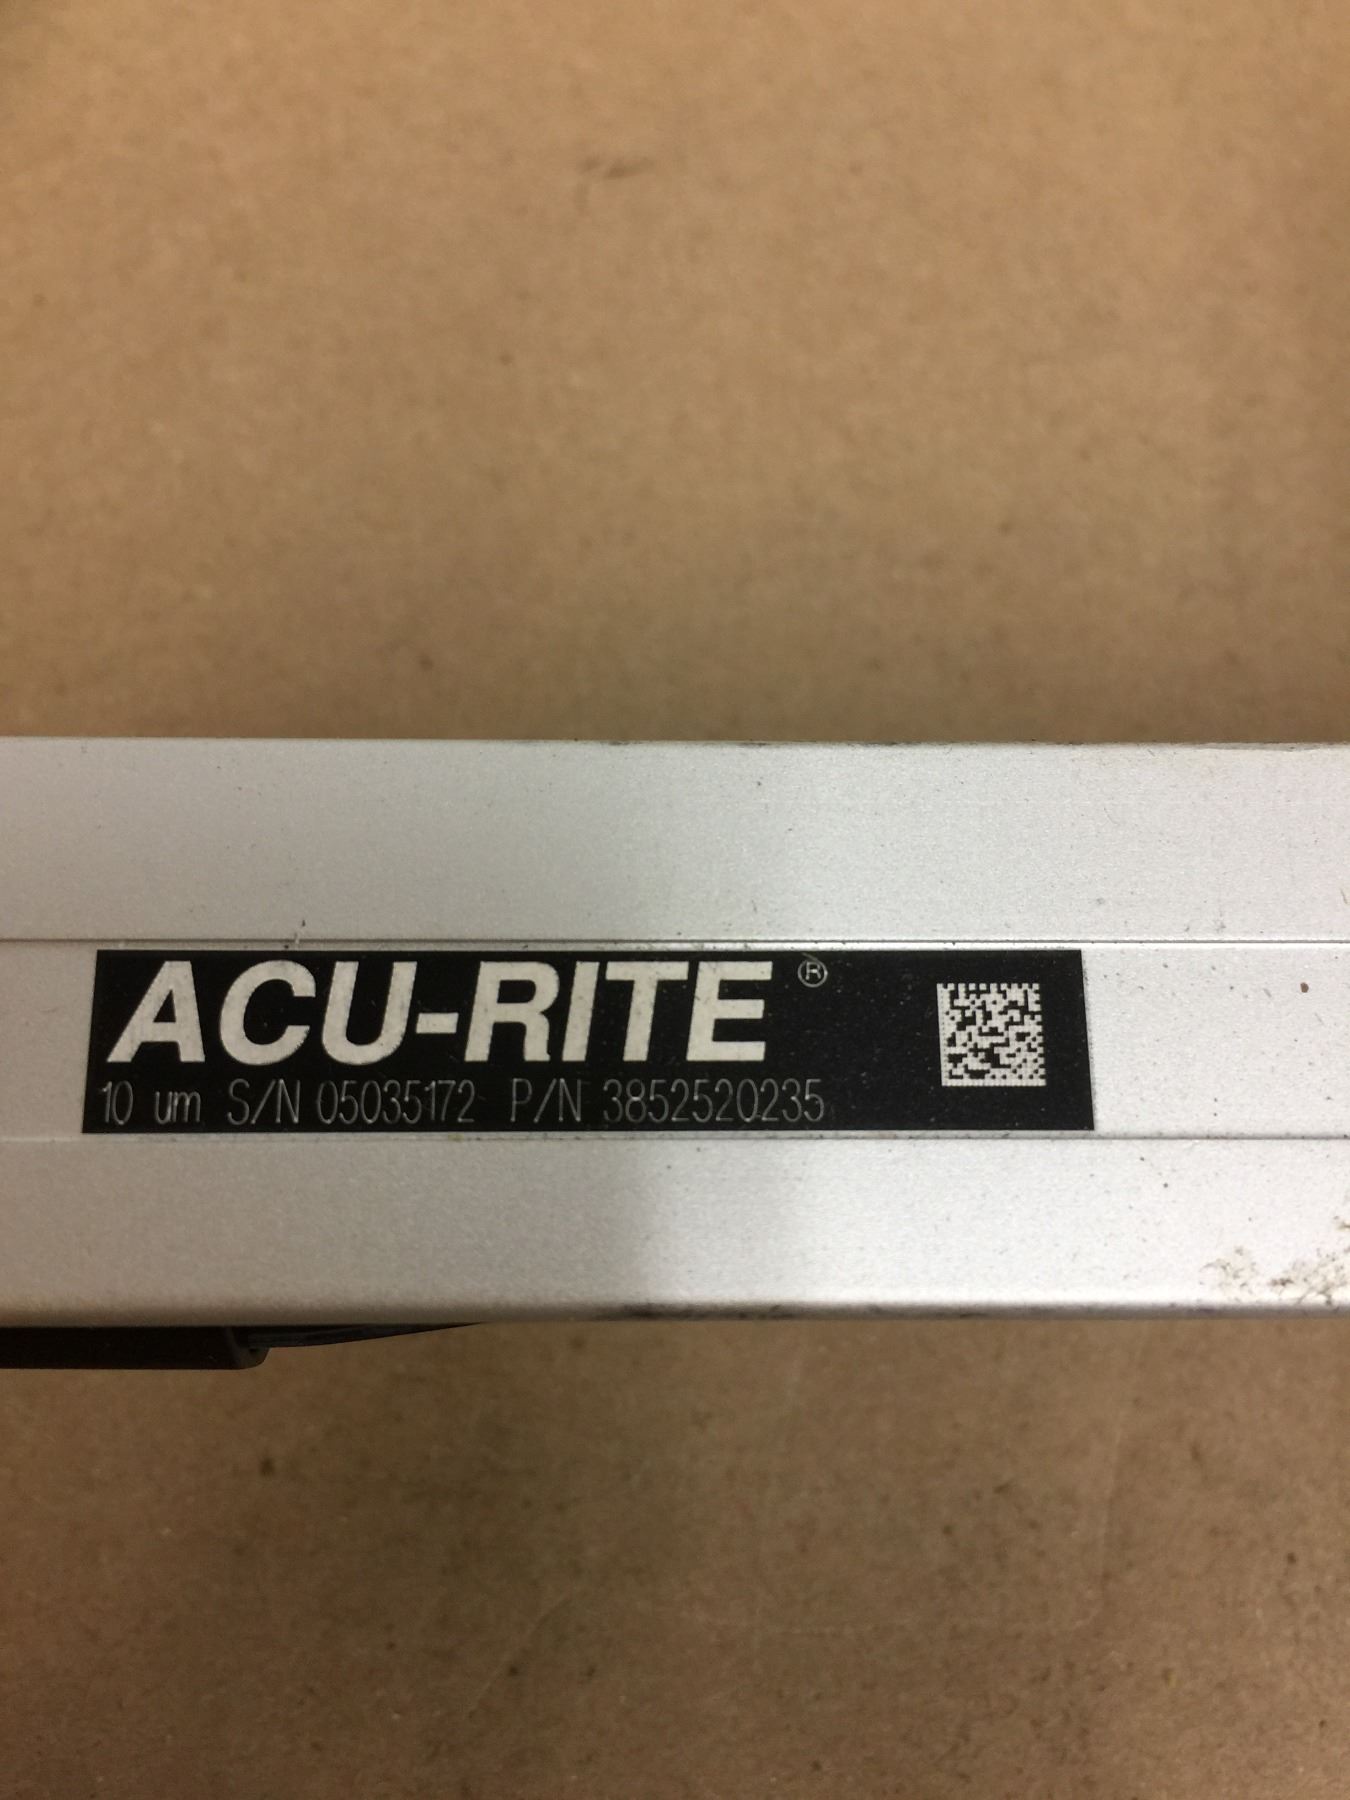 ACU-RITE ®
10 um S/N 05035172 P/N 3852520235